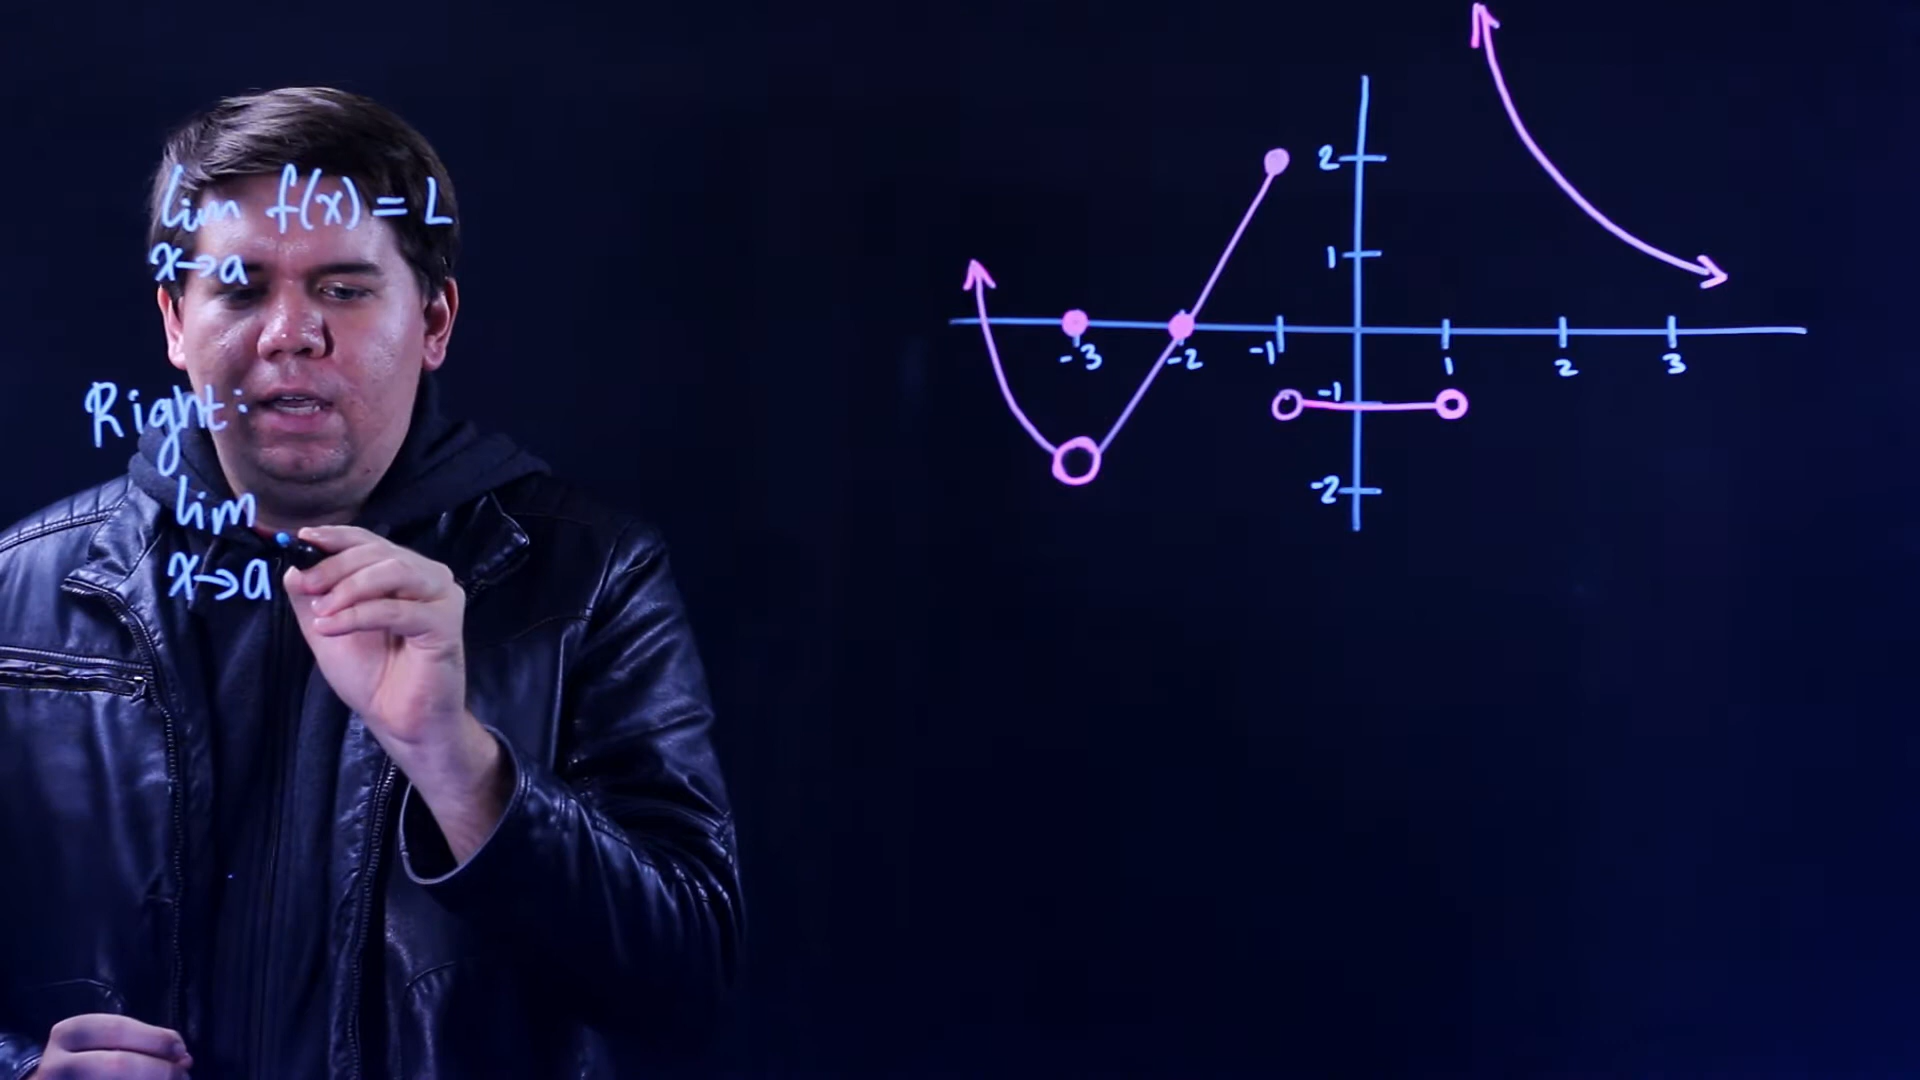 lim f(x) = L
x→a
Right:
lim
x→a
2
1
-3 -2 -1 1 2 3
-1
-2